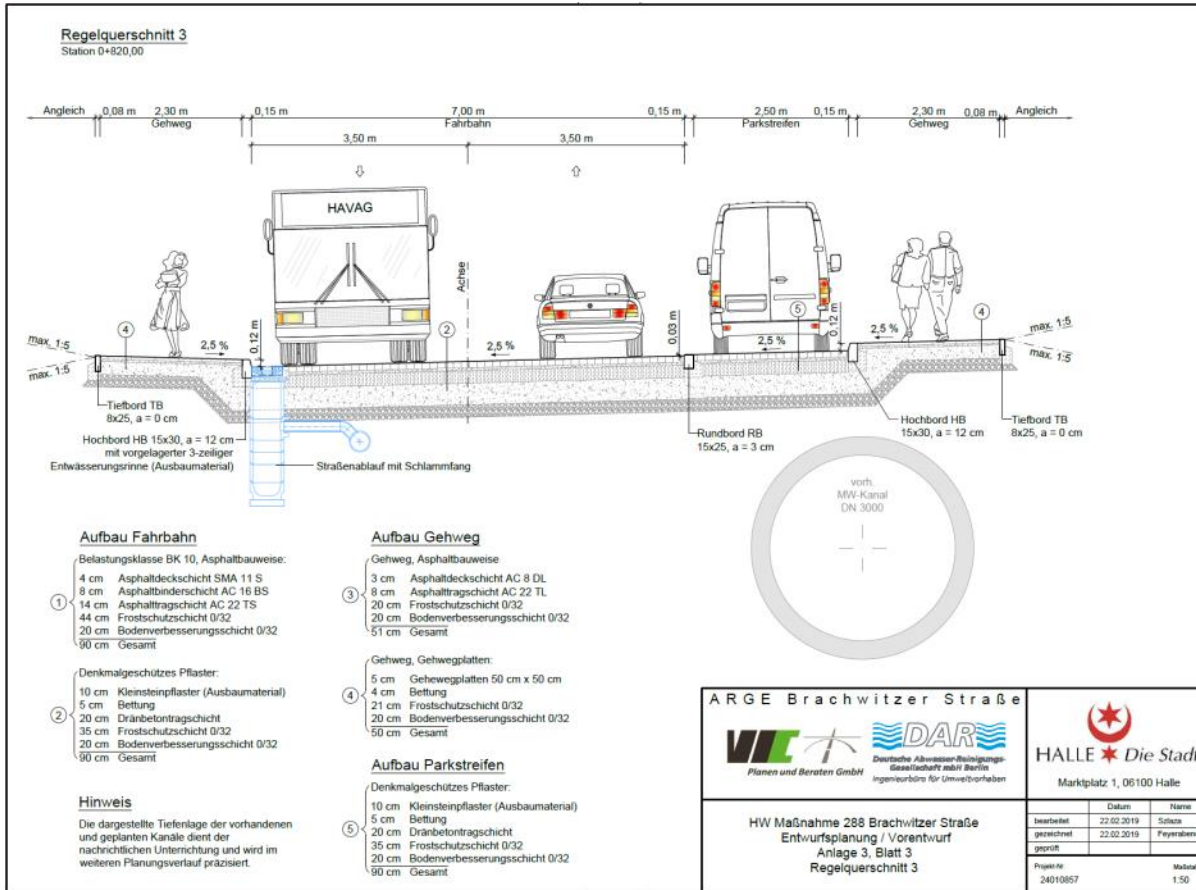 Regelquerschnitt 3
Station 0+820,00
Angleich 0,08 m 2,30 m 0,15 m 7,00 m 0,15 m 2,50 m 0,15 m 2,30 m 0,08 m Angleich
Gehweg Fahrbahn Parkstreifen Gehweg
3,50 m 3,50 m
HAVAG
Achse
4 2 5 4
0,12 m 0,03 m 0,12 m
max. 1:5 2,5 % 2,5 % 2,5 % 2,5 % max. 1:5
max. 1:5 max. 1:5
Tiefbord TB
8x25, a = 0 cm
Hochbord HB 15x30, a = 12 cm
mit vorgelagerter 3-zeiliger
Entwässerungsrinne (Ausbaumaterial)
Straßenablauf mit Schlammfang
Rundbord RB
15x25, a = 3 cm
Hochbord HB
15x30, a = 12 cm
Tiefbord TB
8x25, a = 0 cm
vorh.
MW-Kanal
DN 3000
Aufbau Fahrbahn
Belastungsklasse BK 10, Asphaltbauweise:
1
4 cm Asphaltdeckschicht SMA 11 S
8 cm Asphaltbinderschicht AC 16 BS
14 cm Asphalttragschicht AC 22 TS
44 cm Frostschutzschicht 0/32
20 cm Bodenverbesserungsschicht 0/32
90 cm Gesamt
Denkmalgeschützes Pflaster:
2
10 cm Kleinsteinpflaster (Ausbaumaterial)
5 cm Bettung
20 cm Dränbetontragschicht
35 cm Frostschutzschicht 0/32
20 cm Bodenverbesserungsschicht 0/32
90 cm Gesamt
Hinweis
Die dargestellte Tiefenlage der vorhandenen
und geplanten Kanäle dient der
nachrichtlichen Unterrichtung und wird im
weiteren Planungsverlauf präzisiert.
Aufbau Gehweg
Gehweg, Asphaltbauweise
3
3 cm Asphaltdeckschicht AC 8 DL
8 cm Asphalttragschicht AC 22 TL
20 cm Frostschutzschicht 0/32
20 cm Bodenverbesserungsschicht 0/32
51 cm Gesamt
Gehweg, Gehwegplatten:
4
5 cm Gehewegplatten 50 cm x 50 cm
4 cm Bettung
21 cm Frostschutzschicht 0/32
20 cm Bodenverbesserungsschicht 0/32
50 cm Gesamt
Aufbau Parkstreifen
Denkmalgeschützes Pflaster:
5
10 cm Kleinsteinpflaster (Ausbaumaterial)
5 cm Bettung
20 cm Dränbetontragschicht
35 cm Frostschutzschicht 0/32
20 cm Bodenverbesserungsschicht 0/32
90 cm Gesamt
ARGE Brachwitzer Straße
VIC
Planen und Beraten GmbH
DAR
Deutsche Abwasser-Reinigungs-
Gesellschaft mbH Berlin
Ingenieurbüro für Umweltvorhaben
HALLE Die Stadt
Marktplatz 1, 06100 Halle
HW Maßnahme 288 Brachwitzer Straße
Entwurfsplanung / Vorentwurf
Anlage 3, Blatt 3
Regelquerschnitt 3
Datum Name
bearbeitet 22.02.2019 Szlaza
gezeichnet 22.02.2019 Feyerabend
geprüft
Projekt-Nr. Maßstab
24010857 1:50